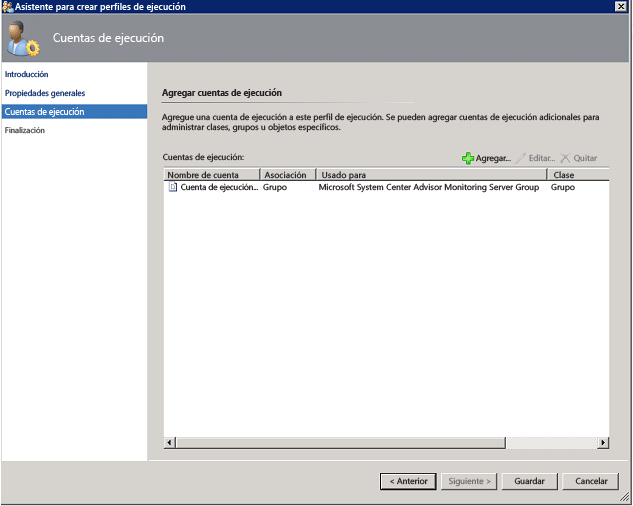 Asistente para crear perfiles de ejecución
Cuentas de ejecución
Introducción
Propiedades generales
Cuentas de ejecución
Finalización
Agregar cuentas de ejecución
Agregue una cuenta de ejecución a este perfil de ejecución. Se pueden agregar cuentas de ejecución adicionales para
administrar clases, grupos u objetos específicos.
Cuentas de ejecución:
Agregar... Editar... Quitar
Nombre de cuenta Asociación Usado para Clase
Cuenta de ejecución... Grupo Microsoft System Center Advisor Monitoring Server Group Grupo
< Anterior Siguiente > Guardar Cancelar